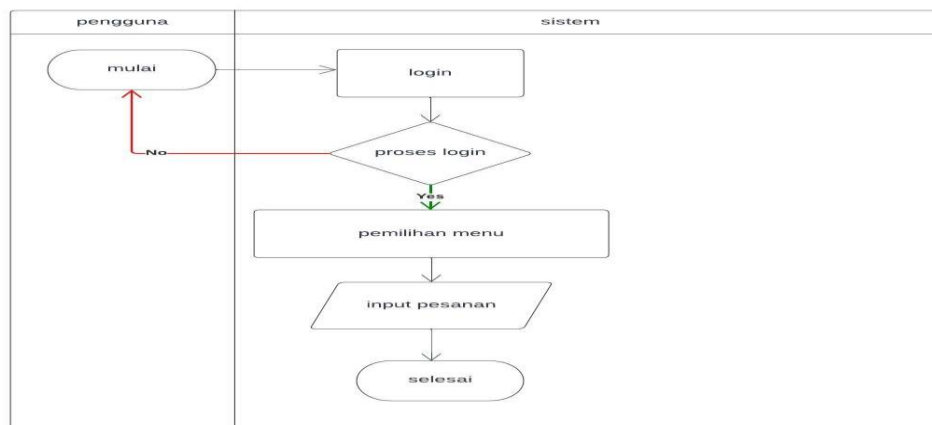 pengguna
sistem
mulai
login
proses login
No
Yes
pemilihan menu
input pesanan
selesai